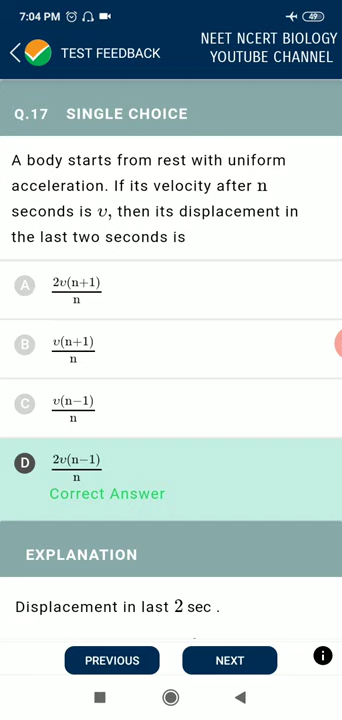 7:04 PM 49
TEST FEEDBACK
NEET NCERT BIOLOGY
YOUTUBE CHANNEL
Q.17 SINGLE CHOICE
A body starts from rest with uniform
acceleration. If its velocity after n
seconds is υ, then its displacement in
the last two seconds is
A 2υ(n+1)/n
B υ(n+1)/n
C υ(n−1)/n
D 2υ(n−1)/n
Correct Answer
EXPLANATION
Displacement in last 2 sec .
PREVIOUS NEXT i